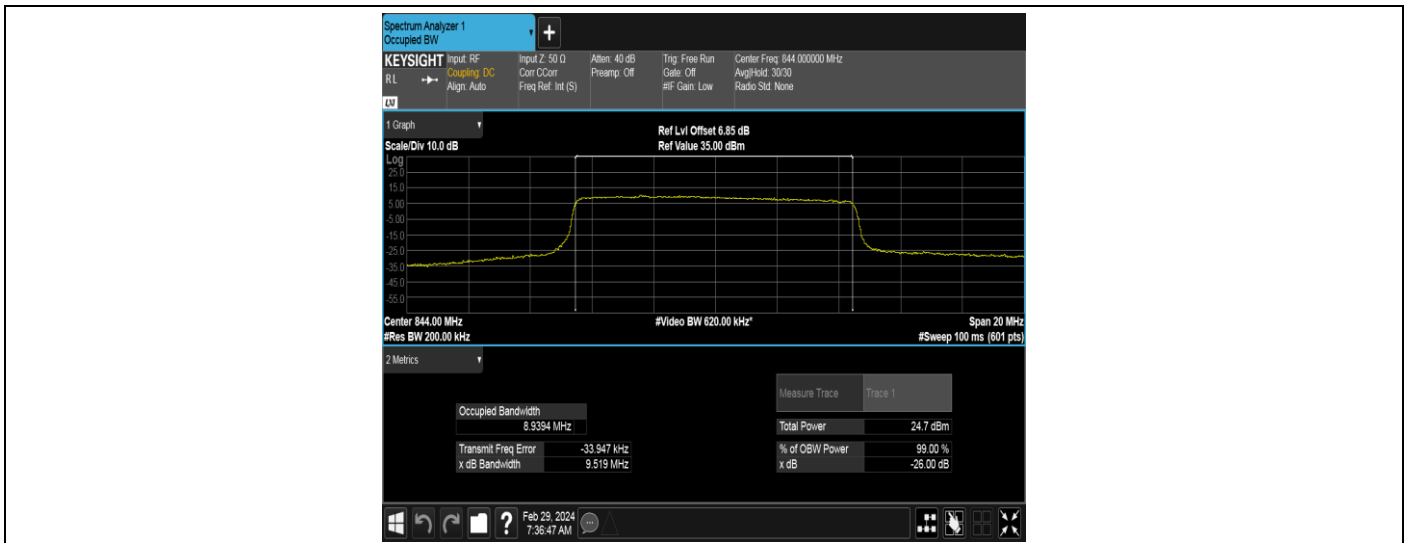 Spectrum Analyzer 1
Occupied BW
+
KEYSIGHT Input: RF Input Z: 50 Ω Atten: 40 dB Trig: Free Run Center Freq: 844.000000 MHz
RL Coupling: DC Corr CCorr Preamp: Off Gate: Off Avg|Hold: 30/30
Align: Auto Freq Ref: Int (S) #IF Gain: Low Radio Std: None
LXI
1 Graph
Ref Lvl Offset 6.85 dB
Scale/Div 10.0 dB Ref Value 35.00 dBm
Log
25.0
15.0
5.00
-5.00
-15.0
-25.0
-35.0
-45.0
-55.0
Center 844.00 MHz #Video BW 620.00 kHz* Span 20 MHz
#Res BW 200.00 kHz #Sweep 100 ms (601 pts)
2 Metrics
Measure Trace Trace 1
Occupied Bandwidth
8.9394 MHz
Total Power 24.7 dBm
Transmit Freq Error -33.947 kHz % of OBW Power 99.00 %
x dB Bandwidth 9.519 MHz x dB -26.00 dB
? Feb 29, 2024
7:36:47 AM